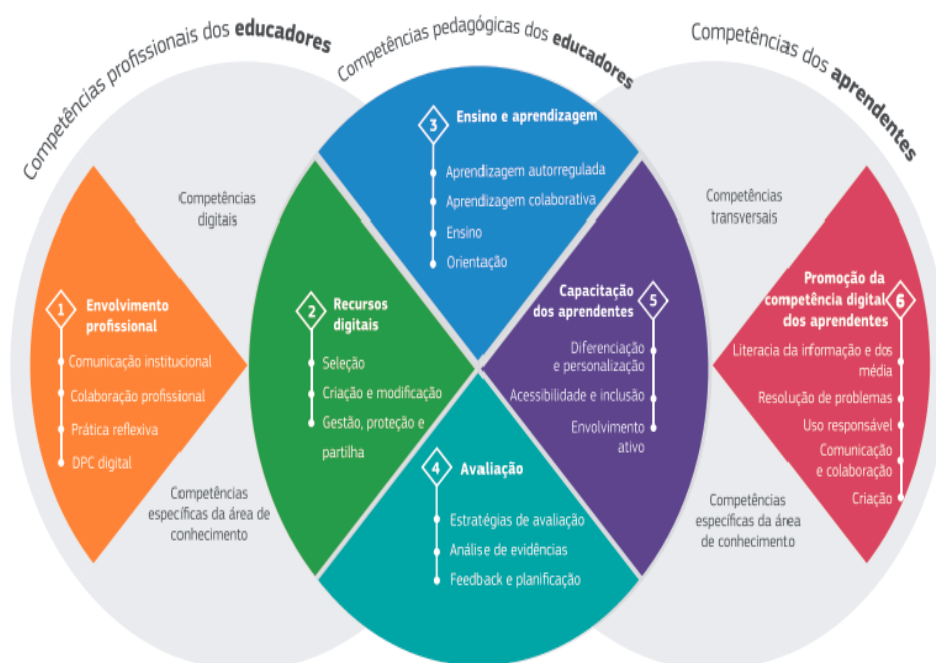 Competências profissionais dos educadores
Competências pedagógicas dos educadores
Competências dos aprendentes
Competências
digitais
Competências
específicas da área de
conhecimento
1
Envolvimento
profissional
Comunicação institucional
Colaboração profissional
Prática reflexiva
DPC digital
2
Recursos
digitais
Seleção
Criação e modificação
Gestão, proteção e
partilha
3
Ensino e aprendizagem
Aprendizagem autorregulada
Aprendizagem colaborativa
Ensino
Orientação
4
Avaliação
Estratégias de avaliação
Análise de evidências
Feedback e planificação
5
Capacitação
dos aprendentes
Diferenciação
e personalização
Acessibilidade e inclusão
Envolvimento
ativo
Competências
transversais
Competências
específicas da área
de conhecimento
6
Promoção da
competência digital
dos aprendentes
Literacia da informação e dos
média
Resolução de problemas
Uso responsável
Comunicação
e colaboração
Criação